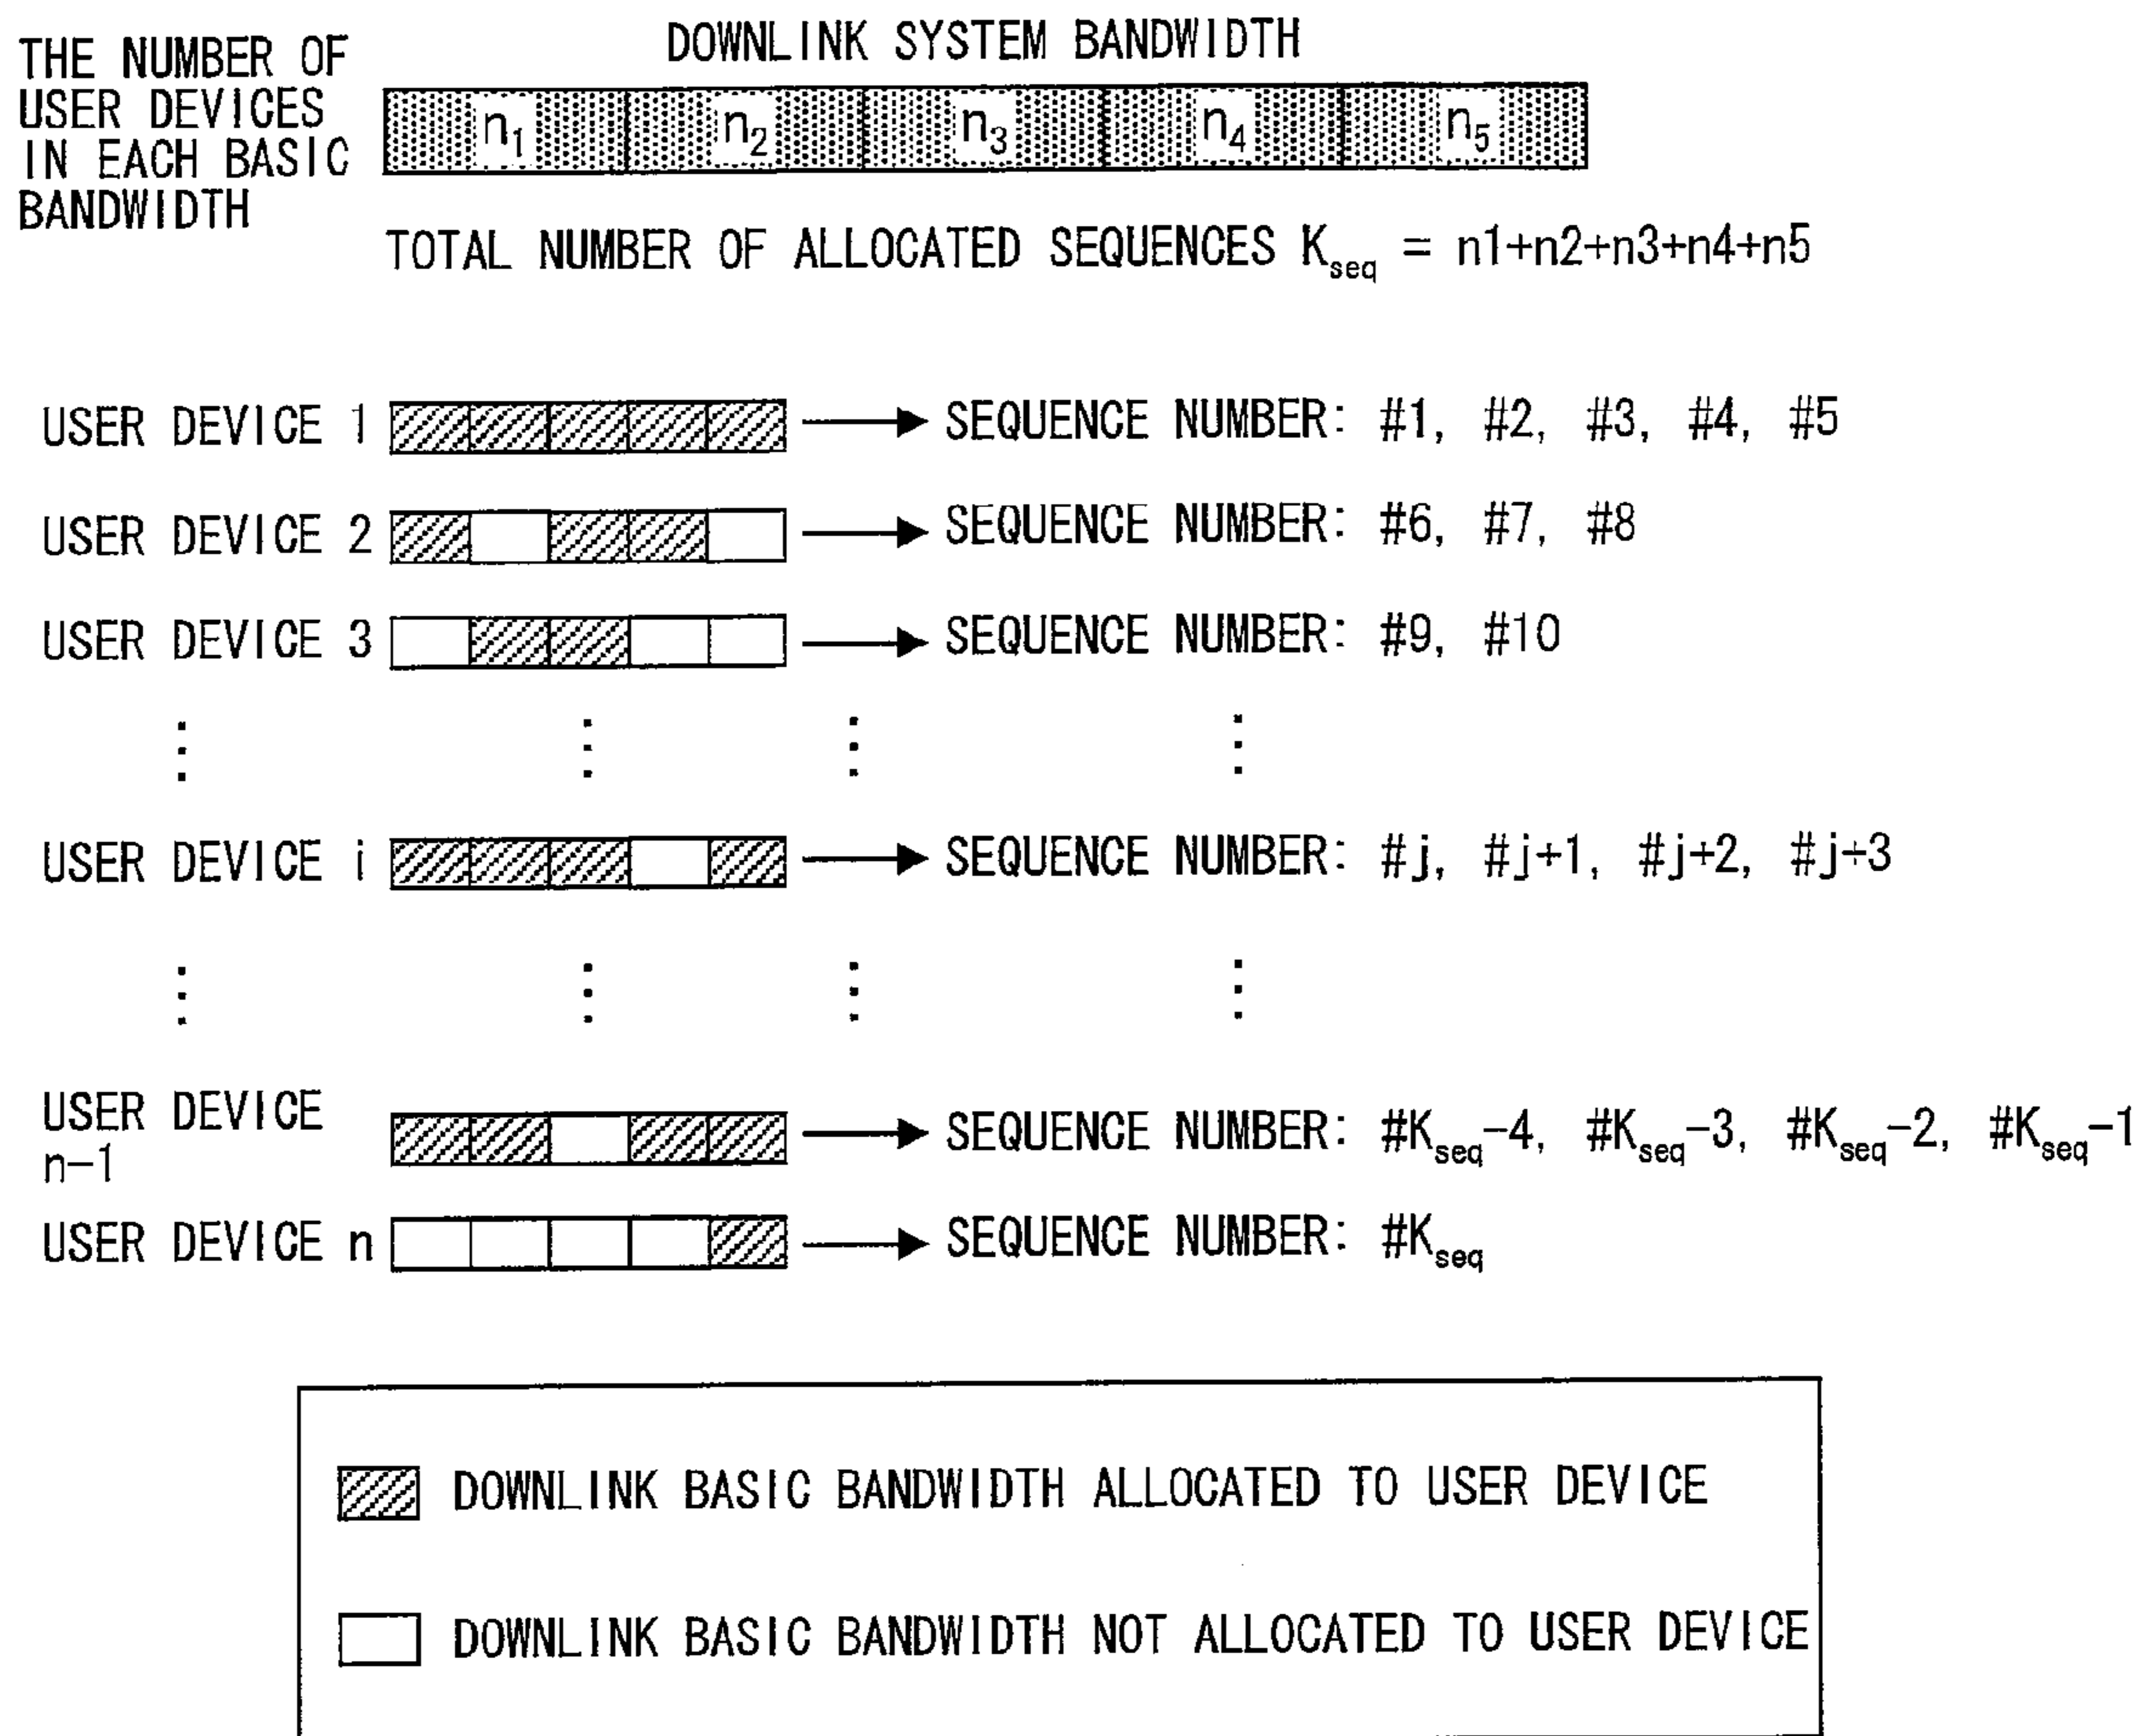 THE NUMBER OF
USER DEVICES
IN EACH BASIC
BANDWIDTH
DOWNLINK SYSTEM BANDWIDTH
n₁ n₂ n₃ n₄ n₅
TOTAL NUMBER OF ALLOCATED SEQUENCES Kseq = n1+n2+n3+n4+n5
USER DEVICE 1 SEQUENCE NUMBER: #1, #2, #3, #4, #5
USER DEVICE 2 SEQUENCE NUMBER: #6, #7, #8
USER DEVICE 3 SEQUENCE NUMBER: #9, #10
USER DEVICE i SEQUENCE NUMBER: #j, #j+1, #j+2, #j+3
USER DEVICE
n-1 SEQUENCE NUMBER: #Kseq-4, #Kseq-3, #Kseq-2, #Kseq-1
USER DEVICE n SEQUENCE NUMBER: #Kseq
DOWNLINK BASIC BANDWIDTH ALLOCATED TO USER DEVICE
DOWNLINK BASIC BANDWIDTH NOT ALLOCATED TO USER DEVICE